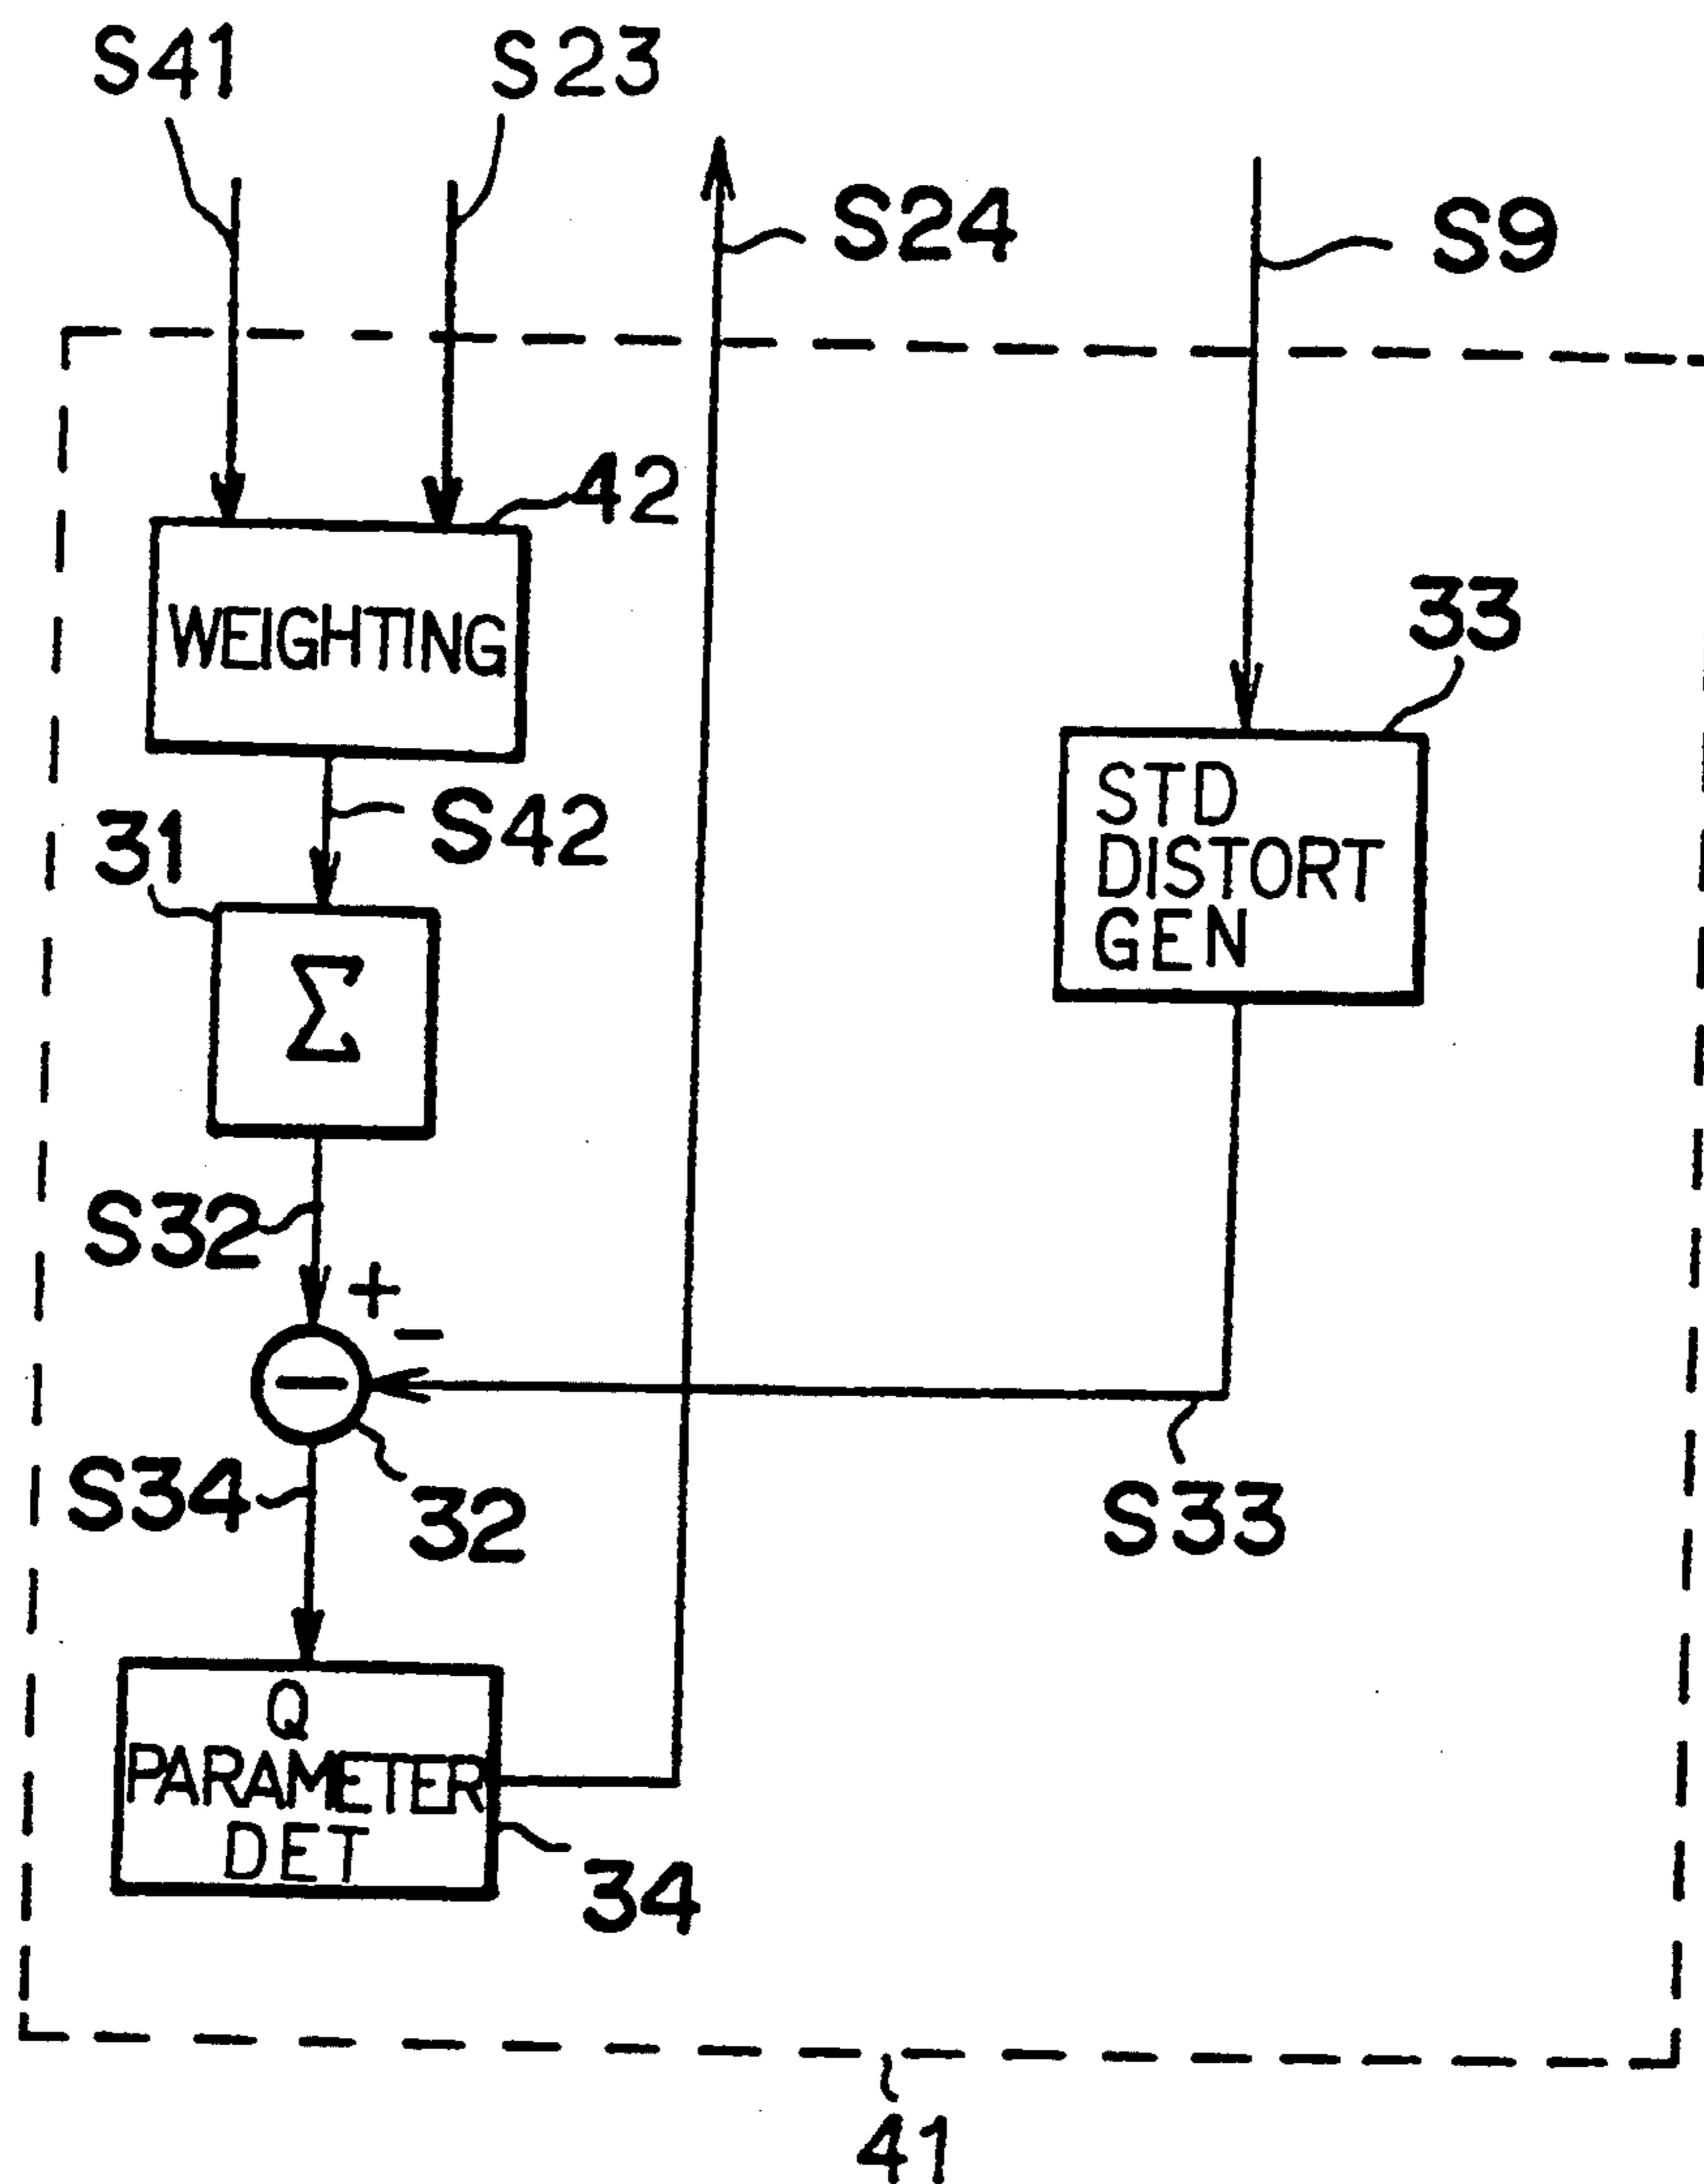 S41
S23
S24
S9
42
WEIGHTING
33
STD
DISTORT
GEN
S42
31
Σ
S32
+
−
S34
32
S33
Q
PARAMETER
DET
34
41